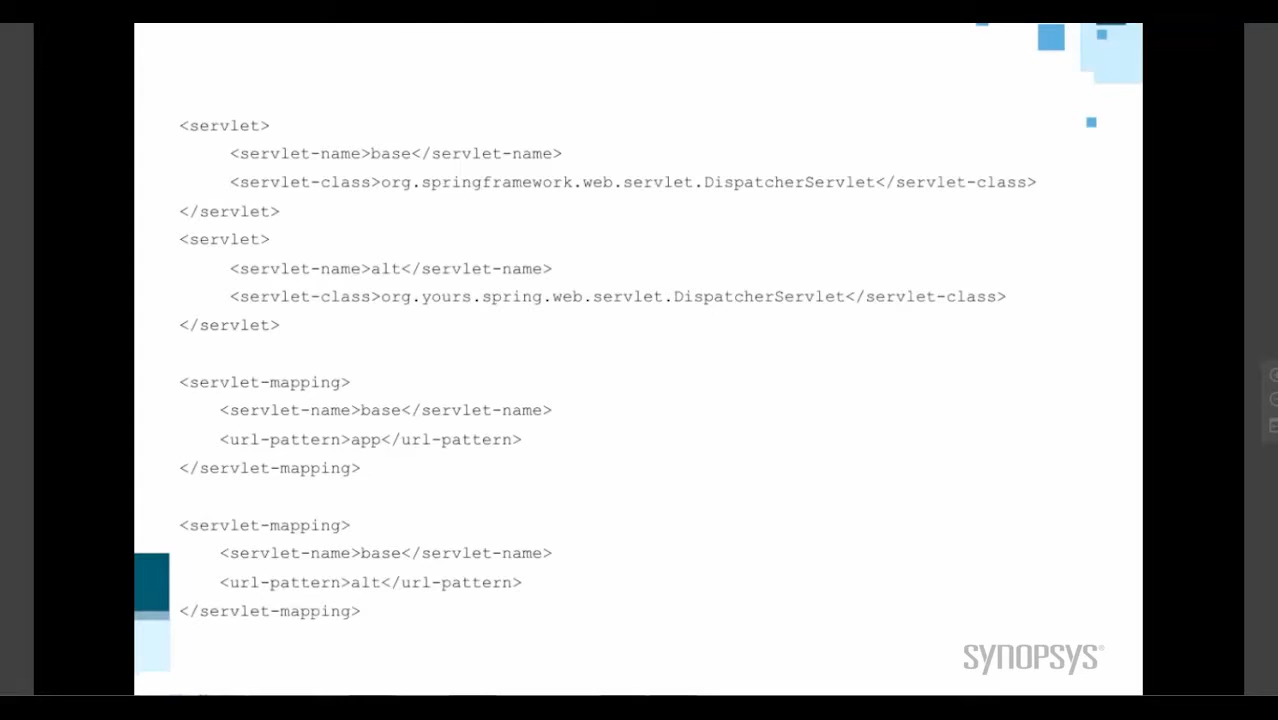 <servlet>
<servlet-name>base</servlet-name>
<servlet-class>org.springframework.web.servlet.DispatcherServlet</servlet-class>
</servlet>
<servlet>
<servlet-name>alt</servlet-name>
<servlet-class>org.yours.spring.web.servlet.DispatcherServlet</servlet-class>
</servlet>
<servlet-mapping>
<servlet-name>base</servlet-name>
<url-pattern>app</url-pattern>
</servlet-mapping>
<servlet-mapping>
<servlet-name>base</servlet-name>
<url-pattern>alt</url-pattern>
</servlet-mapping>
SYNOPSYS®